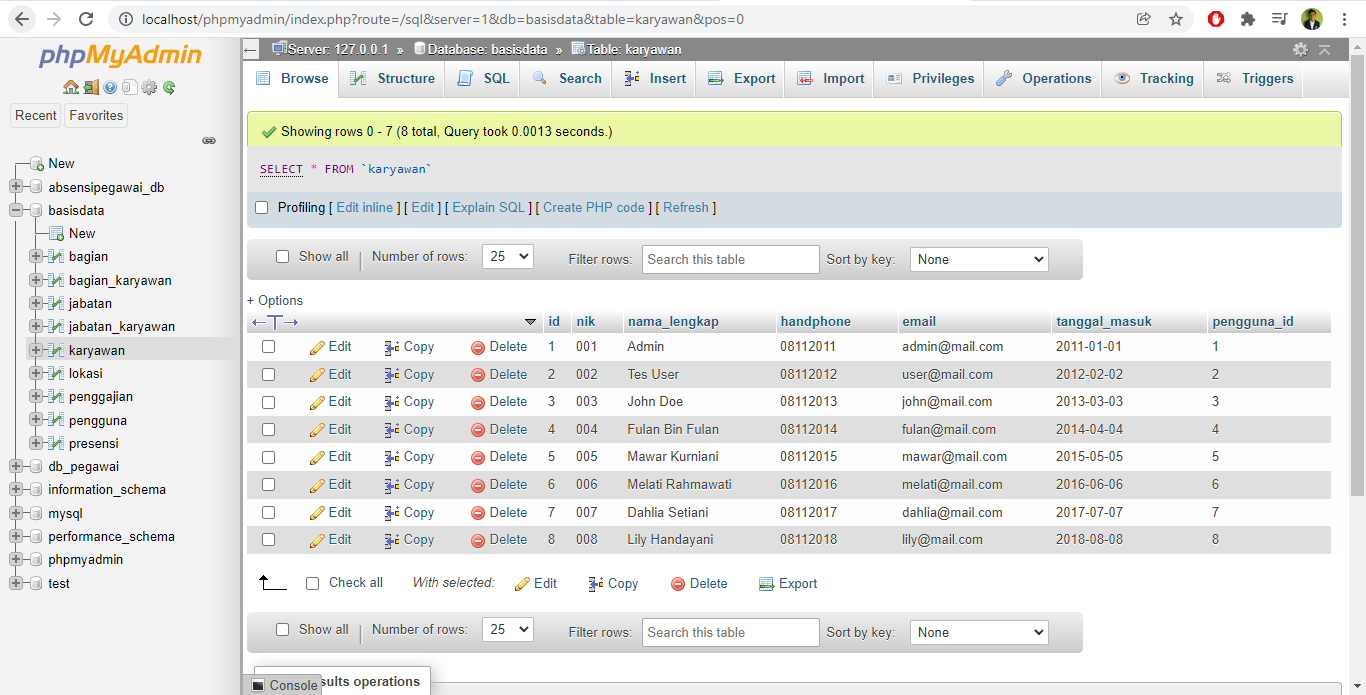 localhost/phpmyadmin/index.php?route=/sql&server=1&db=basisdata&table=karyawan&pos=0
phpMyAdmin
Recent Favorites
New
absensipegawai_db
basisdata
New
bagian
bagian_karyawan
jabatan
jabatan_karyawan
karyawan
lokasi
penggajian
pengguna
presensi
db_pegawai
information_schema
mysql
performance_schema
phpmyadmin
test
Server: 127.0.0.1 » Database: basisdata » Table: karyawan
Browse Structure SQL Search Insert Export Import Privileges Operations Tracking Triggers
Showing rows 0 - 7 (8 total, Query took 0.0013 seconds.)
SELECT * FROM `karyawan`
Profiling [ Edit inline ] [ Edit ] [ Explain SQL ] [ Create PHP code ] [ Refresh ]
Show all | Number of rows: 25 Filter rows: Search this table Sort by key: None
+ Options
←T→ id nik nama_lengkap handphone email tanggal_masuk pengguna_id
Edit Copy Delete 1 001 Admin 08112011 admin@mail.com 2011-01-01 1
Edit Copy Delete 2 002 Tes User 08112012 user@mail.com 2012-02-02 2
Edit Copy Delete 3 003 John Doe 08112013 john@mail.com 2013-03-03 3
Edit Copy Delete 4 004 Fulan Bin Fulan 08112014 fulan@mail.com 2014-04-04 4
Edit Copy Delete 5 005 Mawar Kurniani 08112015 mawar@mail.com 2015-05-05 5
Edit Copy Delete 6 006 Melati Rahmawati 08112016 melati@mail.com 2016-06-06 6
Edit Copy Delete 7 007 Dahlia Setiani 08112017 dahlia@mail.com 2017-07-07 7
Edit Copy Delete 8 008 Lily Handayani 08112018 lily@mail.com 2018-08-08 8
Check all With selected: Edit Copy Delete Export
Show all | Number of rows: 25 Filter rows: Search this table Sort by key: None
sults operations
Console